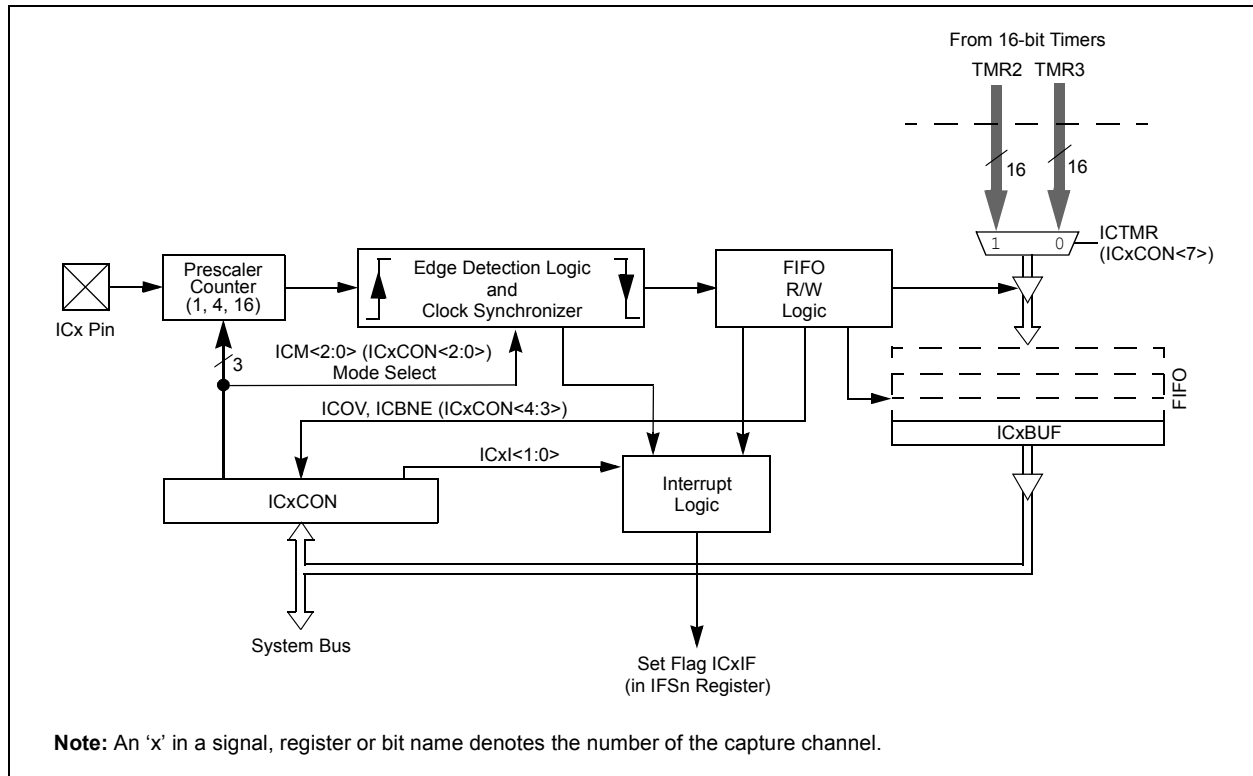 From 16-bit Timers
TMR2 TMR3
16 16
1 0
ICTMR
(ICxCON<7>)
ICx Pin
Prescaler
Counter
(1, 4, 16)
Edge Detection Logic
and
Clock Synchronizer
FIFO
R/W
Logic
3
ICM<2:0> (ICxCON<2:0>)
Mode Select
FIFO
ICxBUF
ICOV, ICBNE (ICxCON<4:3>)
ICxI<1:0>
ICxCON
Interrupt
Logic
System Bus
Set Flag ICxIF
(in IFSn Register)
Note: An ‘x’ in a signal, register or bit name denotes the number of the capture channel.